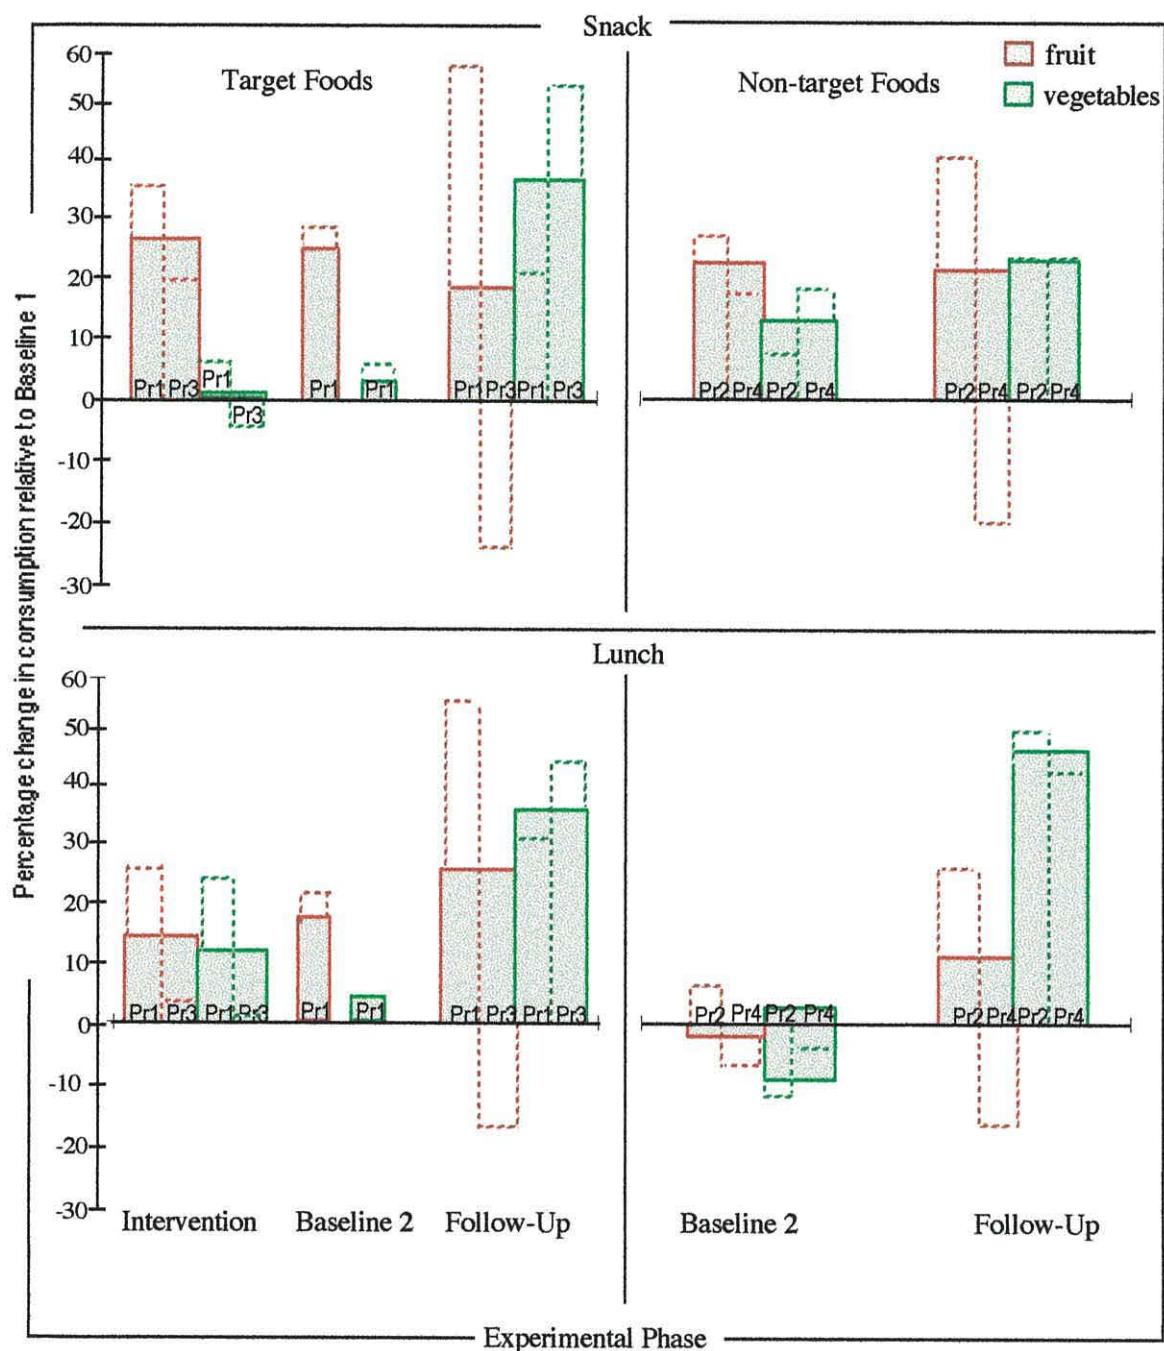 Snack
Target Foods
Non-target Foods
fruit
vegetables
Percentage change in consumption relative to Baseline 1
60
50
40
30
20
10
0
-10
-20
-30
Pr1 Pr3 Pr1 Pr3
Pr1 Pr1
Pr1 Pr3 Pr1 Pr3
Pr2 Pr4 Pr2 Pr4
Pr2 Pr4 Pr2 Pr4
Lunch
60
50
40
30
20
10
0
-10
-20
-30
Pr1 Pr3 Pr1 Pr3
Pr1 Pr1
Pr1 Pr3 Pr1 Pr3
Pr2 Pr4 Pr2 Pr4
Pr2 Pr4 Pr2 Pr4
Intervention Baseline 2 Follow-Up
Baseline 2 Follow-Up
Experimental Phase